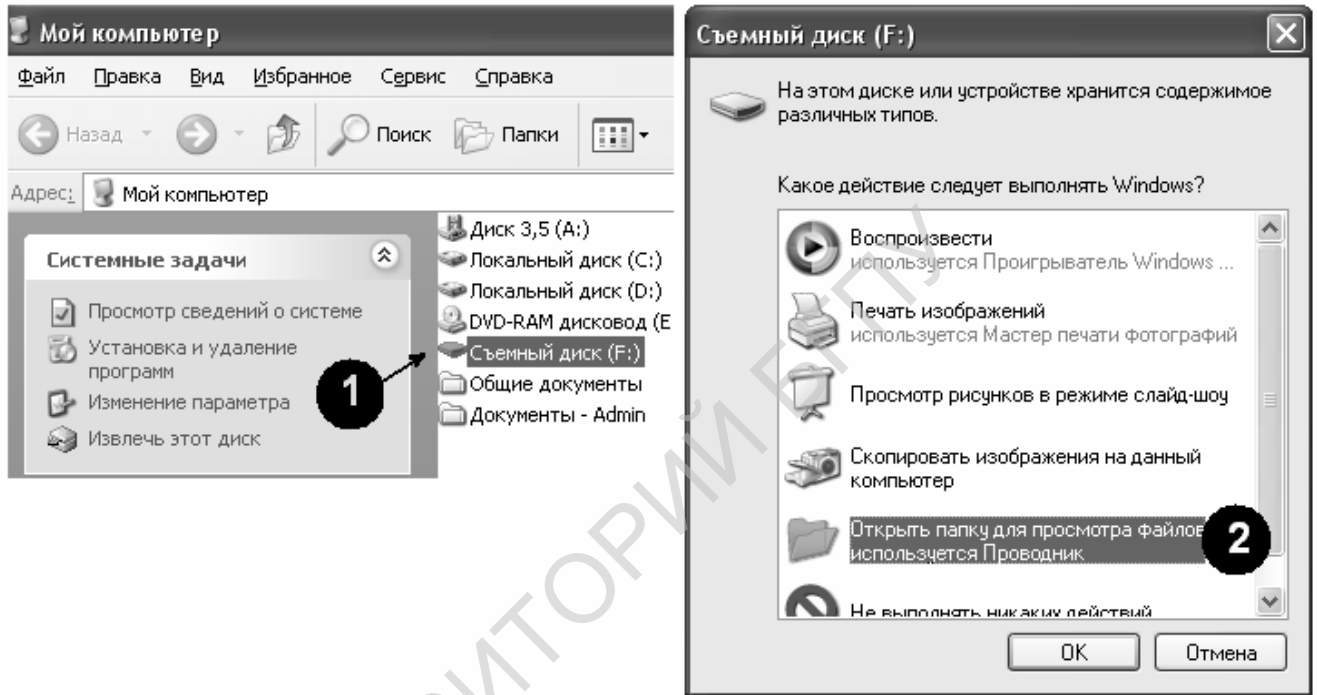 Мой компьютер
Файл Правка Вид Избранное Сервис Справка
Назад Поиск Папки
Адрес: Мой компьютер
Системные задачи
Просмотр сведений о системе
Установка и удаление
программ
Изменение параметра
Извлечь этот диск
1
Диск 3,5 (A:)
Локальный диск (C:)
Локальный диск (D:)
DVD-RAM дисковод (E
Съемный диск (F:)
Общие документы
Документы - Admin
Съемный диск (F:)
На этом диске или устройстве хранится содержимое
различных типов.
Какое действие следует выполнять Windows?
Воспроизвести
используется Проигрыватель Windows ...
Печать изображений
используется Мастер печати фотографий
Просмотр рисунков в режиме слайд-шоу
Скопировать изображения на данный
компьютер
Открыть папку для просмотра файлов
используется Проводник
2
Не выполнять никаких действий
OK Отмена
ИТОРИЙ БГПУ